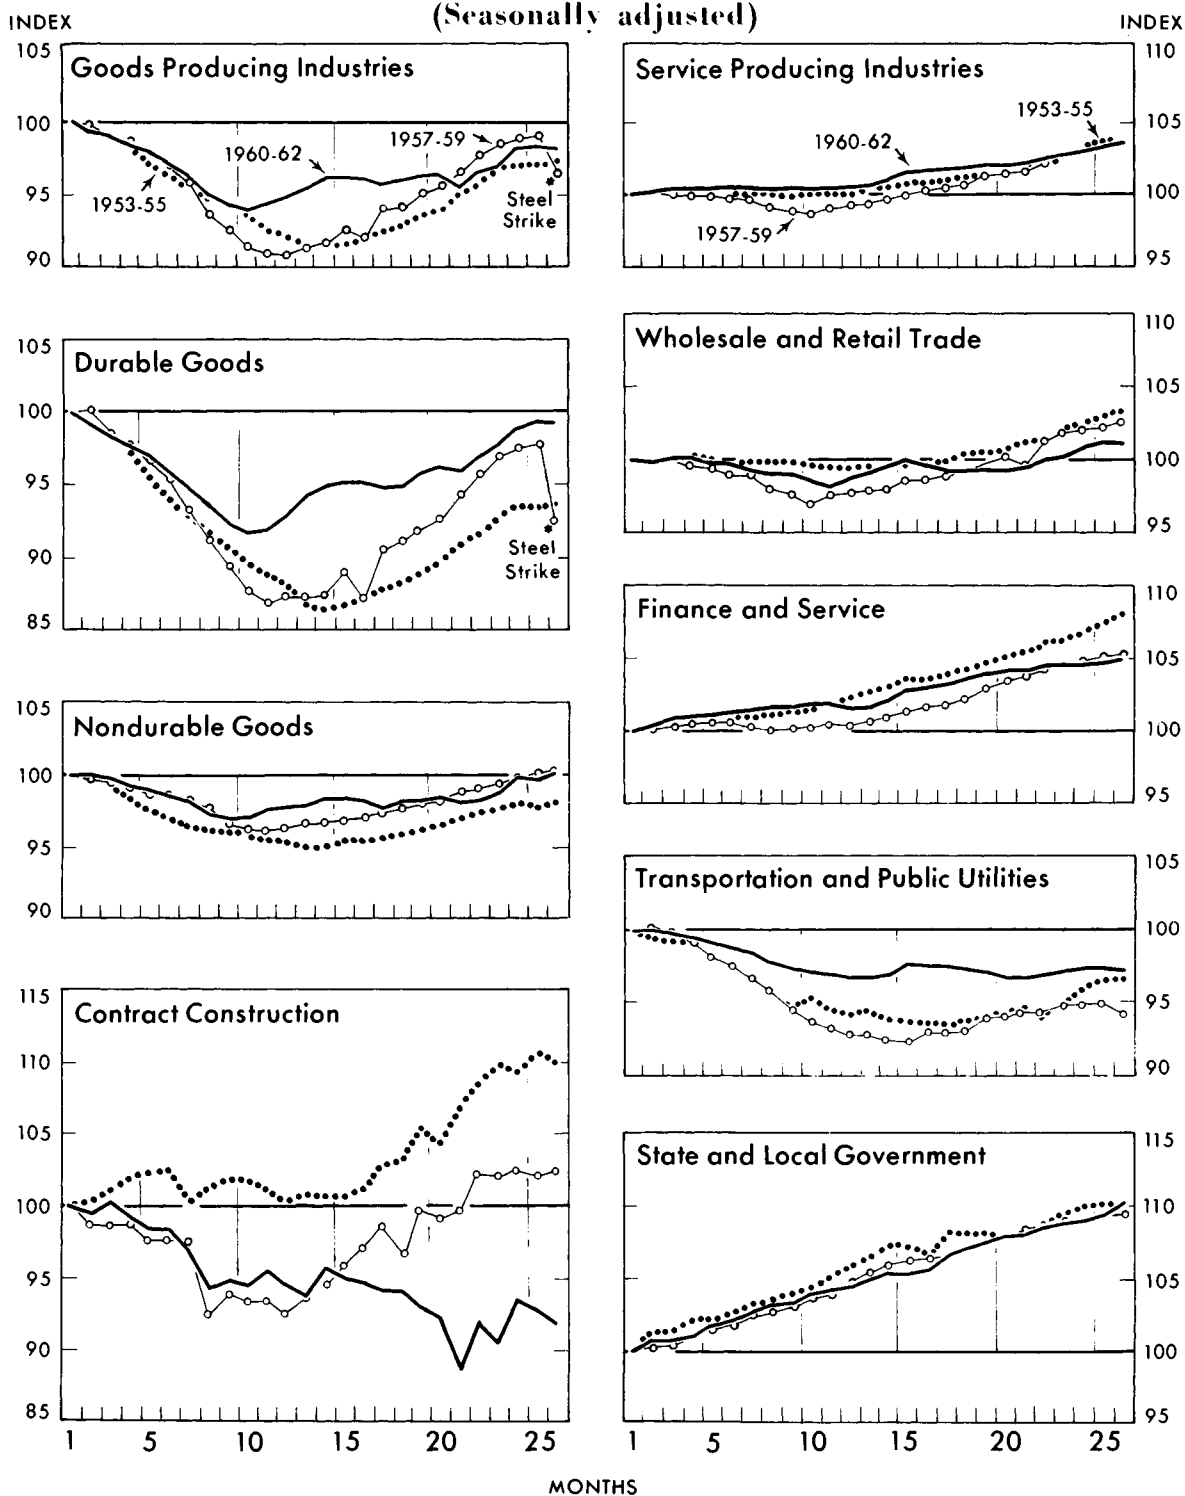 (Seasonally adjusted)
INDEX
INDEX
105
Goods Producing Industries
100
1957-59
1960-62
95
1953-55
Steel
Strike
90
110
Service Producing Industries
1953-55
105
1960-62
100
1957-59
95
105
Durable Goods
100
95
90
Steel
Strike
85
110
Wholesale and Retail Trade
105
100
95
110
Finance and Service
105
100
95
105
Nondurable Goods
100
95
90
105
Transportation and Public Utilities
100
95
90
115
Contract Construction
110
105
100
95
90
85
1 5 10 15 20 25
115
State and Local Government
110
105
100
95
1 5 10 15 20 25
MONTHS